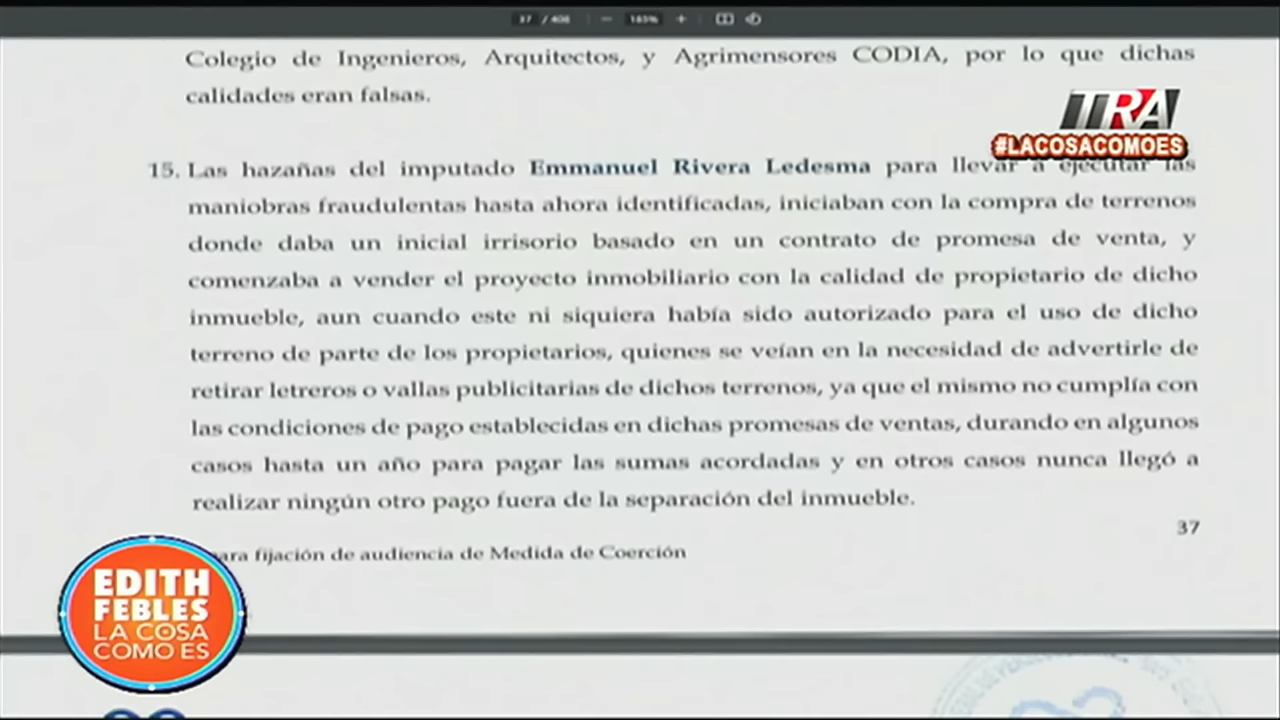 37 / 408
185%
Colegio de Ingenieros, Arquitectos, y Agrimensores CODIA, por lo que dichas
calidades eran falsas.
TRA
#LACOSACOMOES
15. Las hazañas del imputado Emmanuel Rivera Ledesma para llevar a ejecutar las
maniobras fraudulentas hasta ahora identificadas, iniciaban con la compra de terrenos
donde daba un inicial irrisorio basado en un contrato de promesa de venta, y
comenzaba a vender el proyecto inmobiliario con la calidad de propietario de dicho
inmueble, aun cuando este ni siquiera había sido autorizado para el uso de dicho
terreno de parte de los propietarios, quienes se veían en la necesidad de advertirle de
retirar letreros o vallas publicitarias de dichos terrenos, ya que el mismo no cumplía con
las condiciones de pago establecidas en dichas promesas de ventas, durando en algunos
casos hasta un año para pagar las sumas acordadas y en otros casos nunca llegó a
realizar ningún otro pago fuera de la separación del inmueble.
37
para fijación de audiencia de Medida de Coerción
EDITH
FEBLES
LA COSA
COMO ES